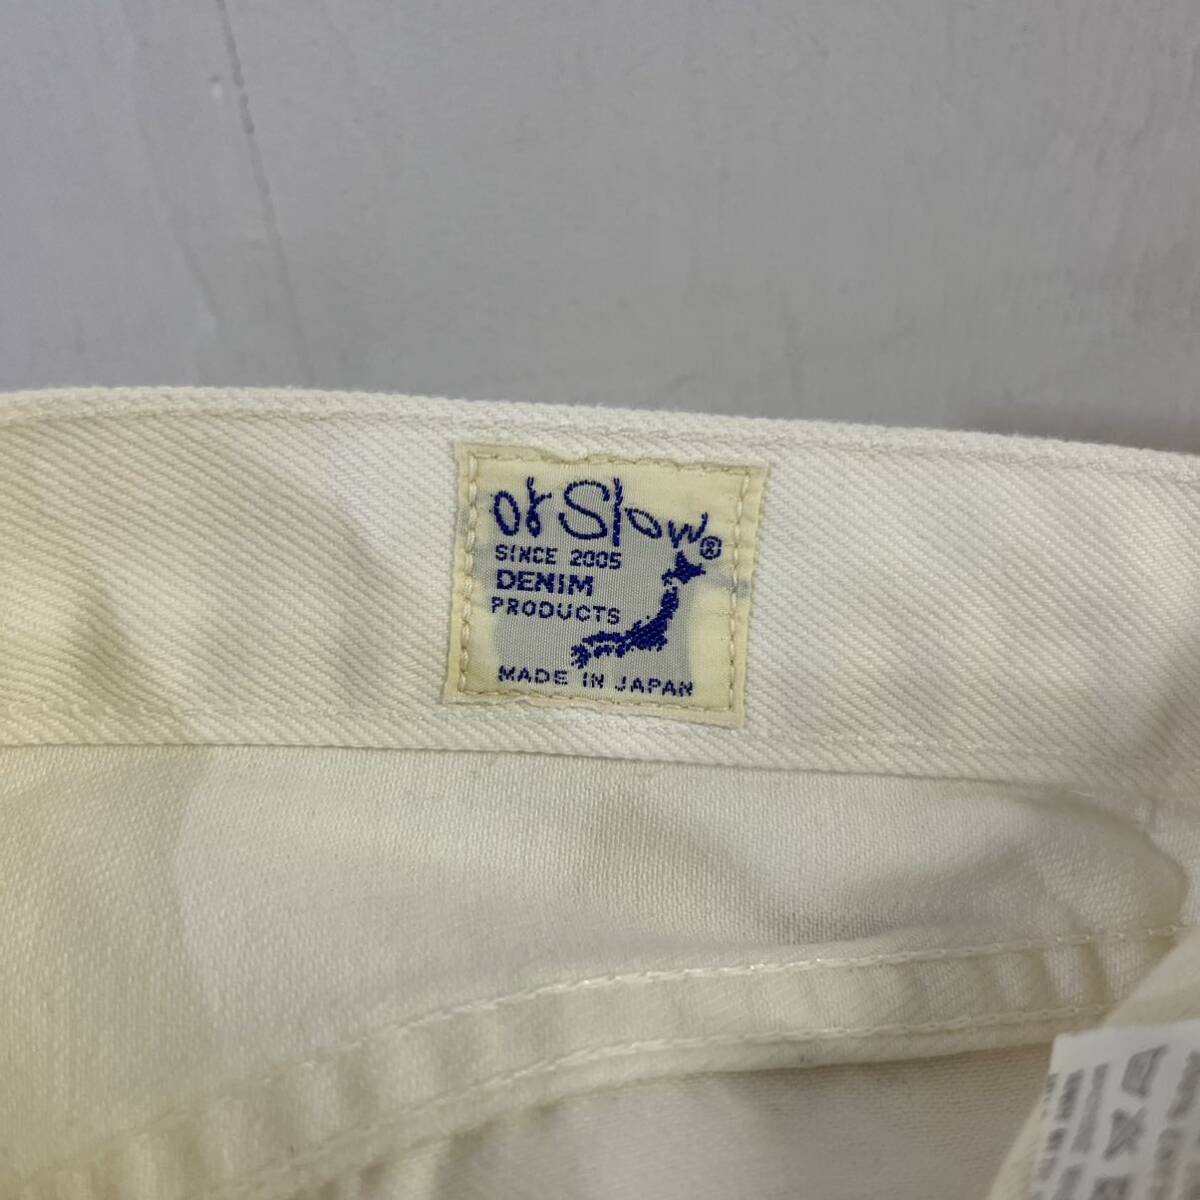 orSlow®
SINCE 2005
DENIM
PRODUCTS
MADE IN JAPAN